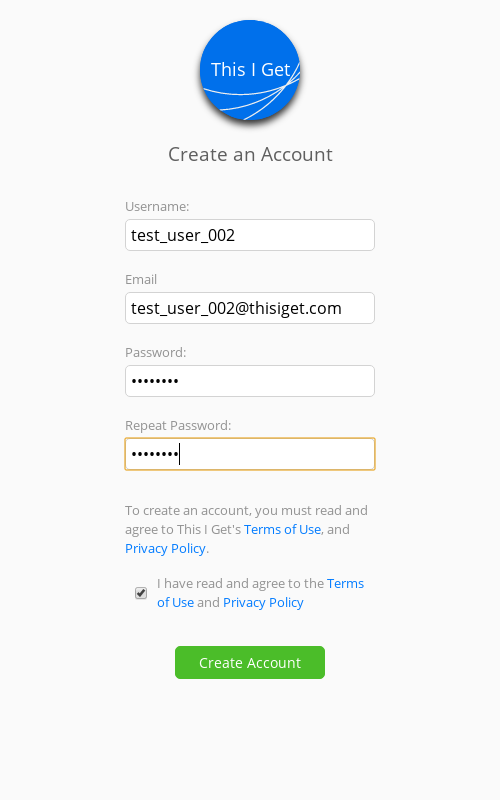 This I Get
Create an Account
Username:
test_user_002
Email
test_user_002@thisiget.com
Password:
••••••••
Repeat Password:
••••••••
To create an account, you must read and
agree to This I Get's Terms of Use, and
Privacy Policy.
I have read and agree to the Terms
of Use and Privacy Policy
Create Account